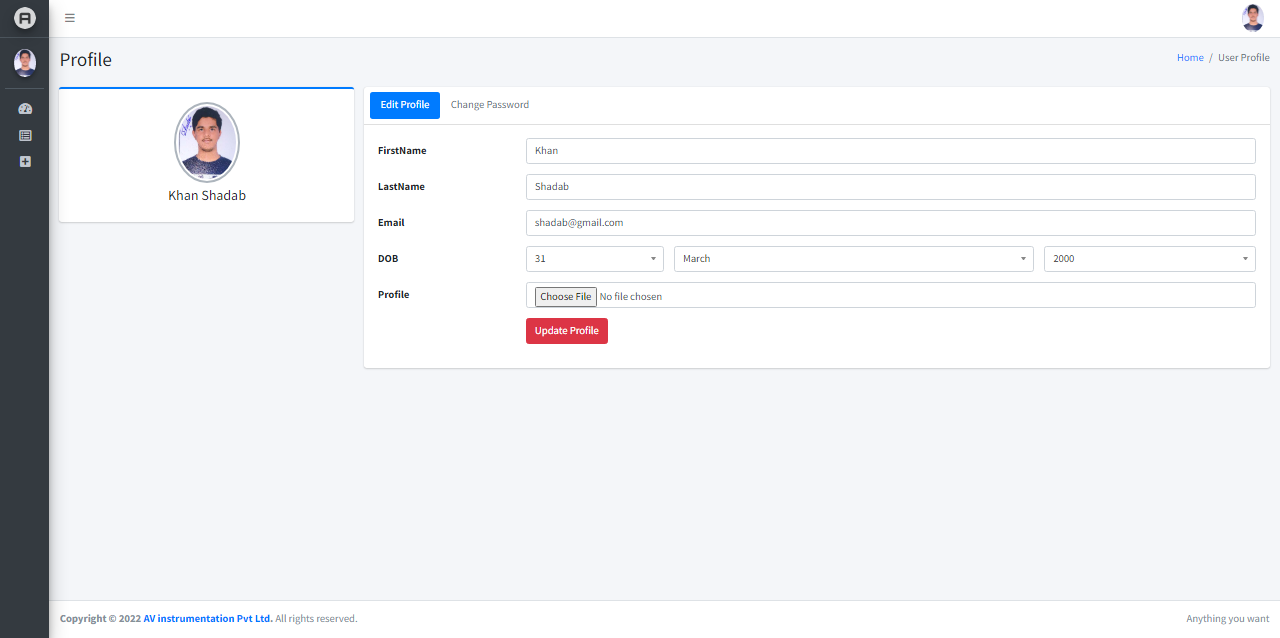 A
Profile
Home / User Profile
Khan Shadab
Edit Profile Change Password
FirstName Khan
LastName Shadab
Email shadab@gmail.com
DOB 31 March 2000
Profile Choose File No file chosen
Update Profile
Copyright © 2022 AV instrumentation Pvt Ltd. All rights reserved.
Anything you want